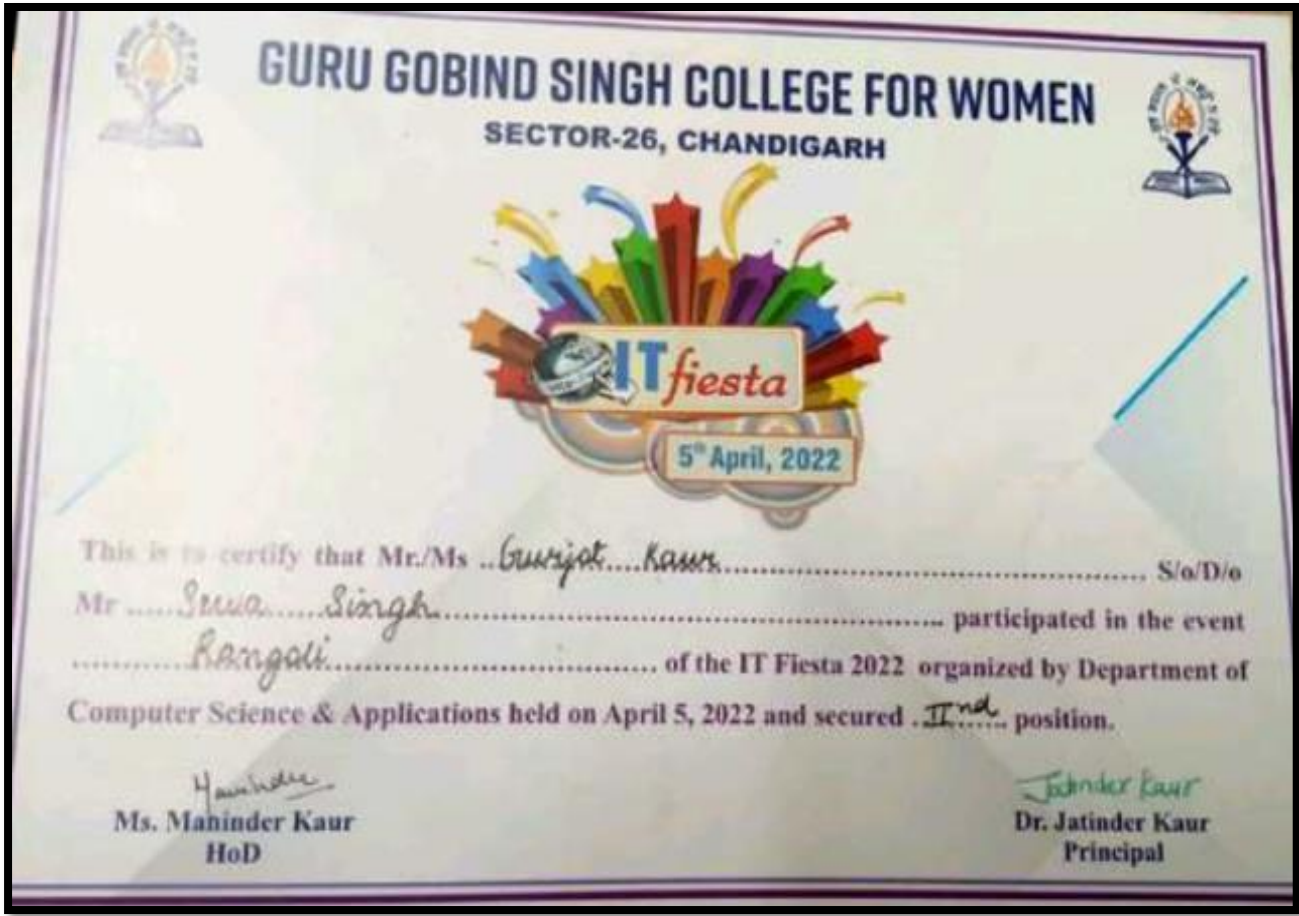 GURU GOBIND SINGH COLLEGE FOR WOMEN
SECTOR-26, CHANDIGARH
IT fiesta
5th April, 2022
This is to certify that Mr./Ms ..Gurjot....Kaur............................................... S/o/D/o
Mr ..... Sewa..... Singh............................................................ participated in the event
............Rangoli................................... of the IT Fiesta 2022 organized by Department of
Computer Science & Applications held on April 5, 2022 and secured ..IInd.... position.
Maninder
Jatinder Kaur
Ms. Maninder Kaur
Dr. Jatinder Kaur
HoD
Principal